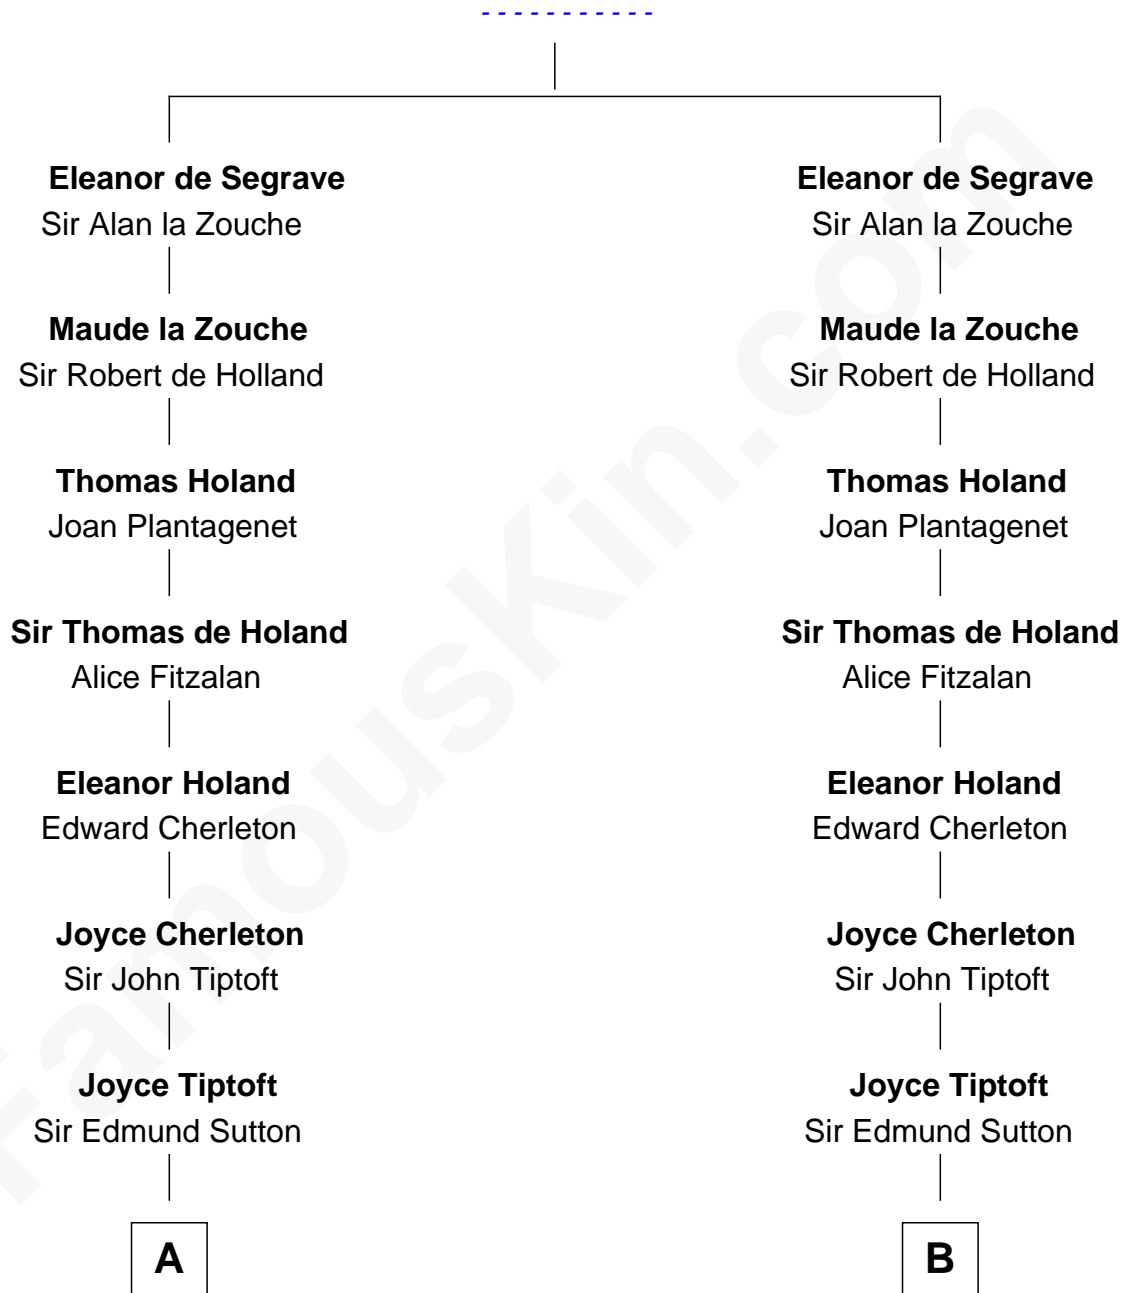 - - - - - - - - - - -
Eleanor de Segrave
Sir Alan la Zouche
Maude la Zouche
Sir Robert de Holland
Thomas Holand
Joan Plantagenet
Sir Thomas de Holand
Alice Fitzalan
Eleanor Holand
Edward Cherleton
Joyce Cherleton
Sir John Tiptoft
Joyce Tiptoft
Sir Edmund Sutton
A
Eleanor de Segrave
Sir Alan la Zouche
Maude la Zouche
Sir Robert de Holland
Thomas Holand
Joan Plantagenet
Sir Thomas de Holand
Alice Fitzalan
Eleanor Holand
Edward Cherleton
Joyce Cherleton
Sir John Tiptoft
Joyce Tiptoft
Sir Edmund Sutton
B
FamousKin.com